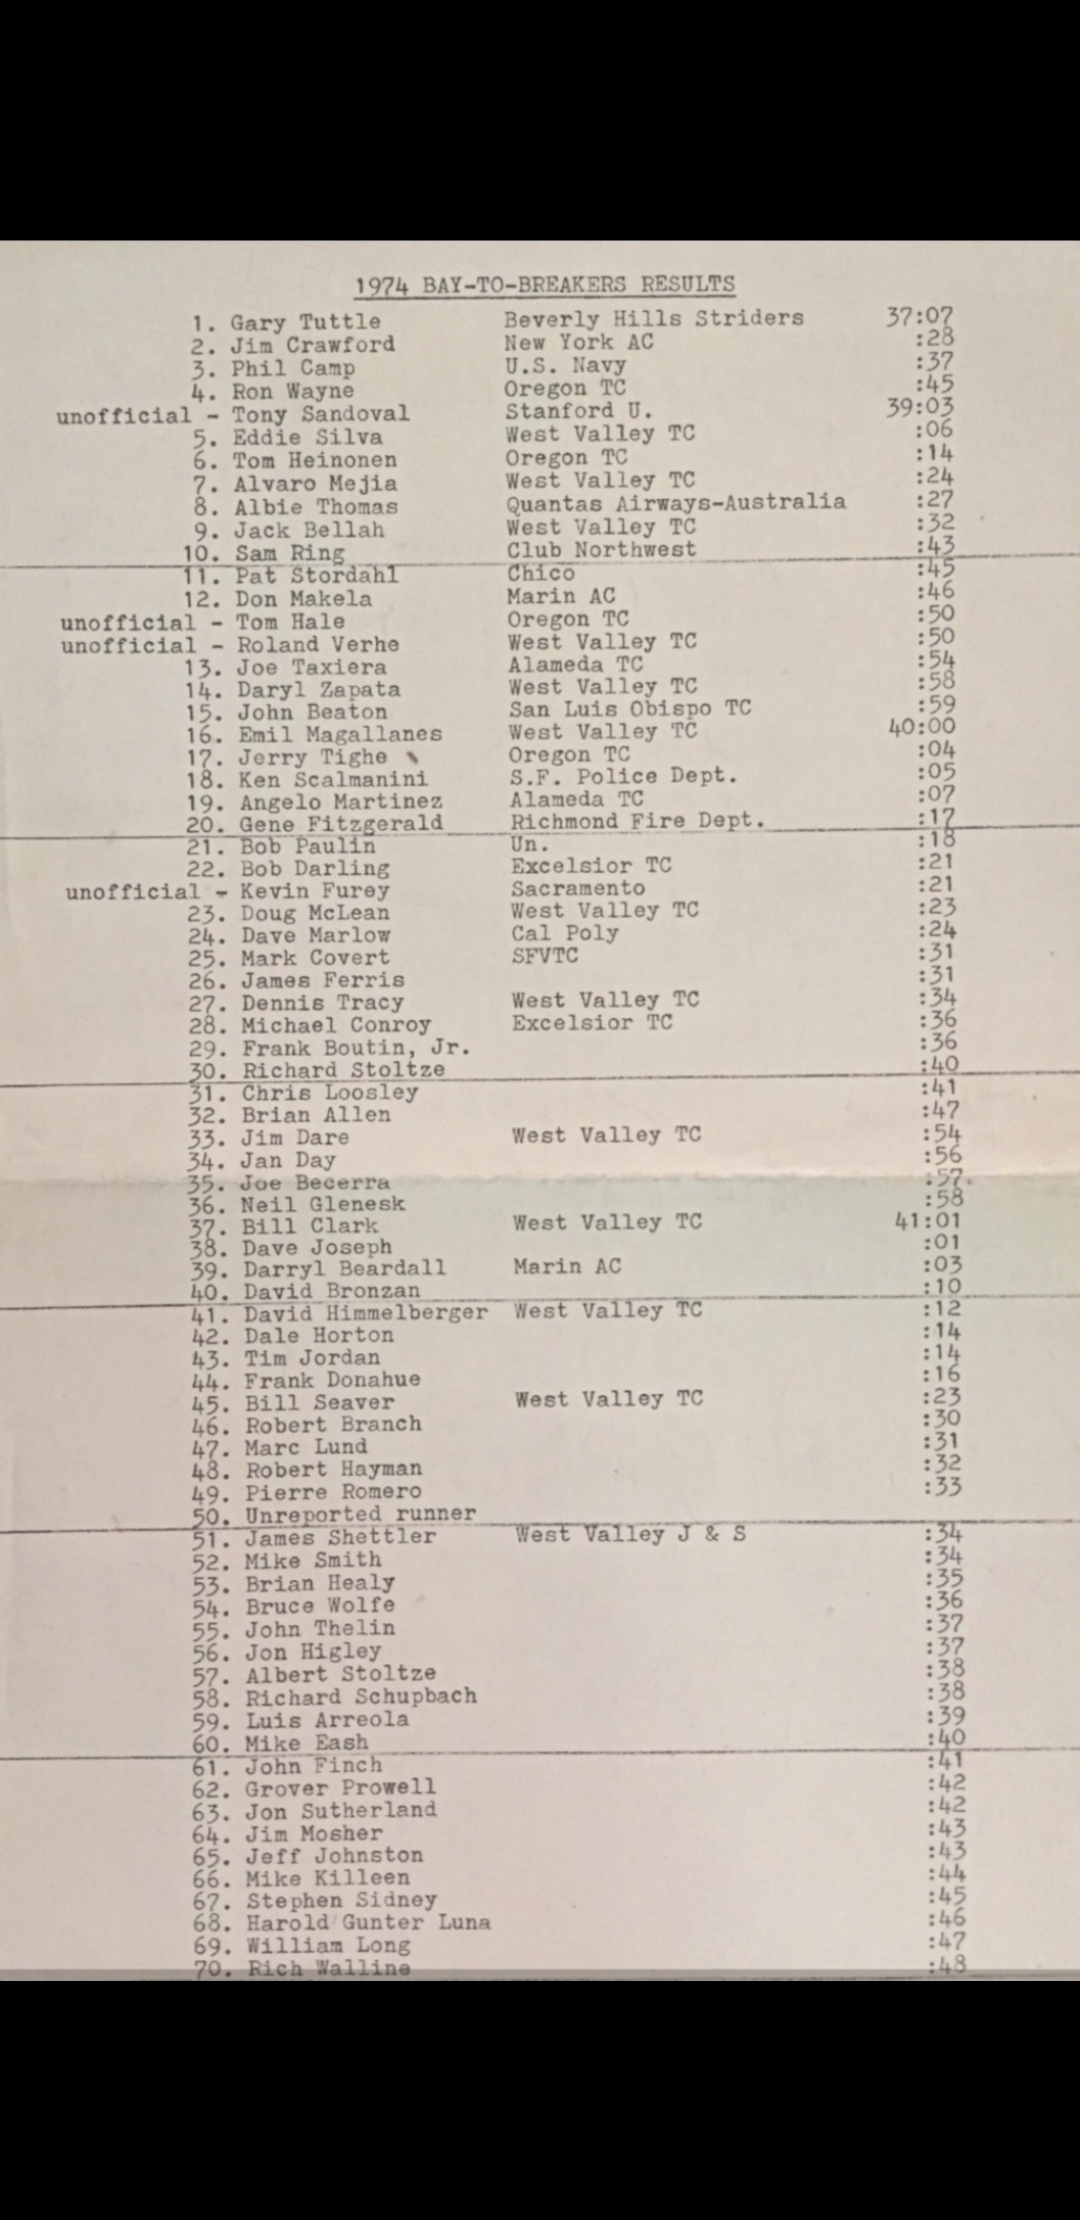 1974 BAY-TO-BREAKERS RESULTS
1. Gary Tuttle Beverly Hills Striders 37:07
2. Jim Crawford New York AC :28
3. Phil Camp U.S. Navy :37
4. Ron Wayne Oregon TC :45
unofficial - Tony Sandoval Stanford U. 39:03
5. Eddie Silva West Valley TC :06
6. Tom Heinonen Oregon TC :14
7. Alvaro Mejia West Valley TC :24
8. Albie Thomas Quantas Airways-Australia :27
9. Jack Bellah West Valley TC :32
10. Sam Ring Club Northwest :43
11. Pat Stordahl Chico :45
12. Don Makela Marin AC :46
unofficial - Tom Hale Oregon TC :50
unofficial - Roland Verhe West Valley TC :50
13. Joe Taxiera Alameda TC :54
14. Daryl Zapata West Valley TC :58
15. John Beaton San Luis Obispo TC :59
16. Emil Magallanes West Valley TC 40:00
17. Jerry Tighe Oregon TC :04
18. Ken Scalmanini S.F. Police Dept. :05
19. Angelo Martinez Alameda TC :07
20. Gene Fitzgerald Richmond Fire Dept. :17
21. Bob Paulin Un. :18
22. Bob Darling Excelsior TC :21
unofficial - Kevin Furey Sacramento :21
23. Doug McLean West Valley TC :23
24. Dave Marlow Cal Poly :24
25. Mark Covert SFVTC :31
26. James Ferris :31
27. Dennis Tracy West Valley TC :34
28. Michael Conroy Excelsior TC :36
29. Frank Boutin, Jr. :36
30. Richard Stoltze :40
31. Chris Loosley :41
32. Brian Allen :47
33. Jim Dare West Valley TC :54
34. Jan Day :56
35. Joe Becerra :57
36. Neil Glenesk :58
37. Bill Clark West Valley TC 41:01
38. Dave Joseph :01
39. Darryl Beardall Marin AC :03
40. David Bronzan :10
41. David Himmelberger West Valley TC :12
42. Dale Horton :14
43. Tim Jordan :14
44. Frank Donahue :16
45. Bill Seaver West Valley TC :23
46. Robert Branch :30
47. Marc Lund :31
48. Robert Hayman :32
49. Pierre Romero :33
50. Unreported runner
51. James Shettler West Valley J & S :34
52. Mike Smith :34
53. Brian Healy :35
54. Bruce Wolfe :36
55. John Thelin :37
56. Jon Higley :37
57. Albert Stoltze :38
58. Richard Schupbach :38
59. Luis Arreola :39
60. Mike Eash :40
61. John Finch :41
62. Grover Prowell :42
63. Jon Sutherland :42
64. Jim Mosher :43
65. Jeff Johnston :43
66. Mike Killeen :44
67. Stephen Sidney :45
68. Harold Gunter Luna :46
69. William Long :47
70. Rich Walline :48